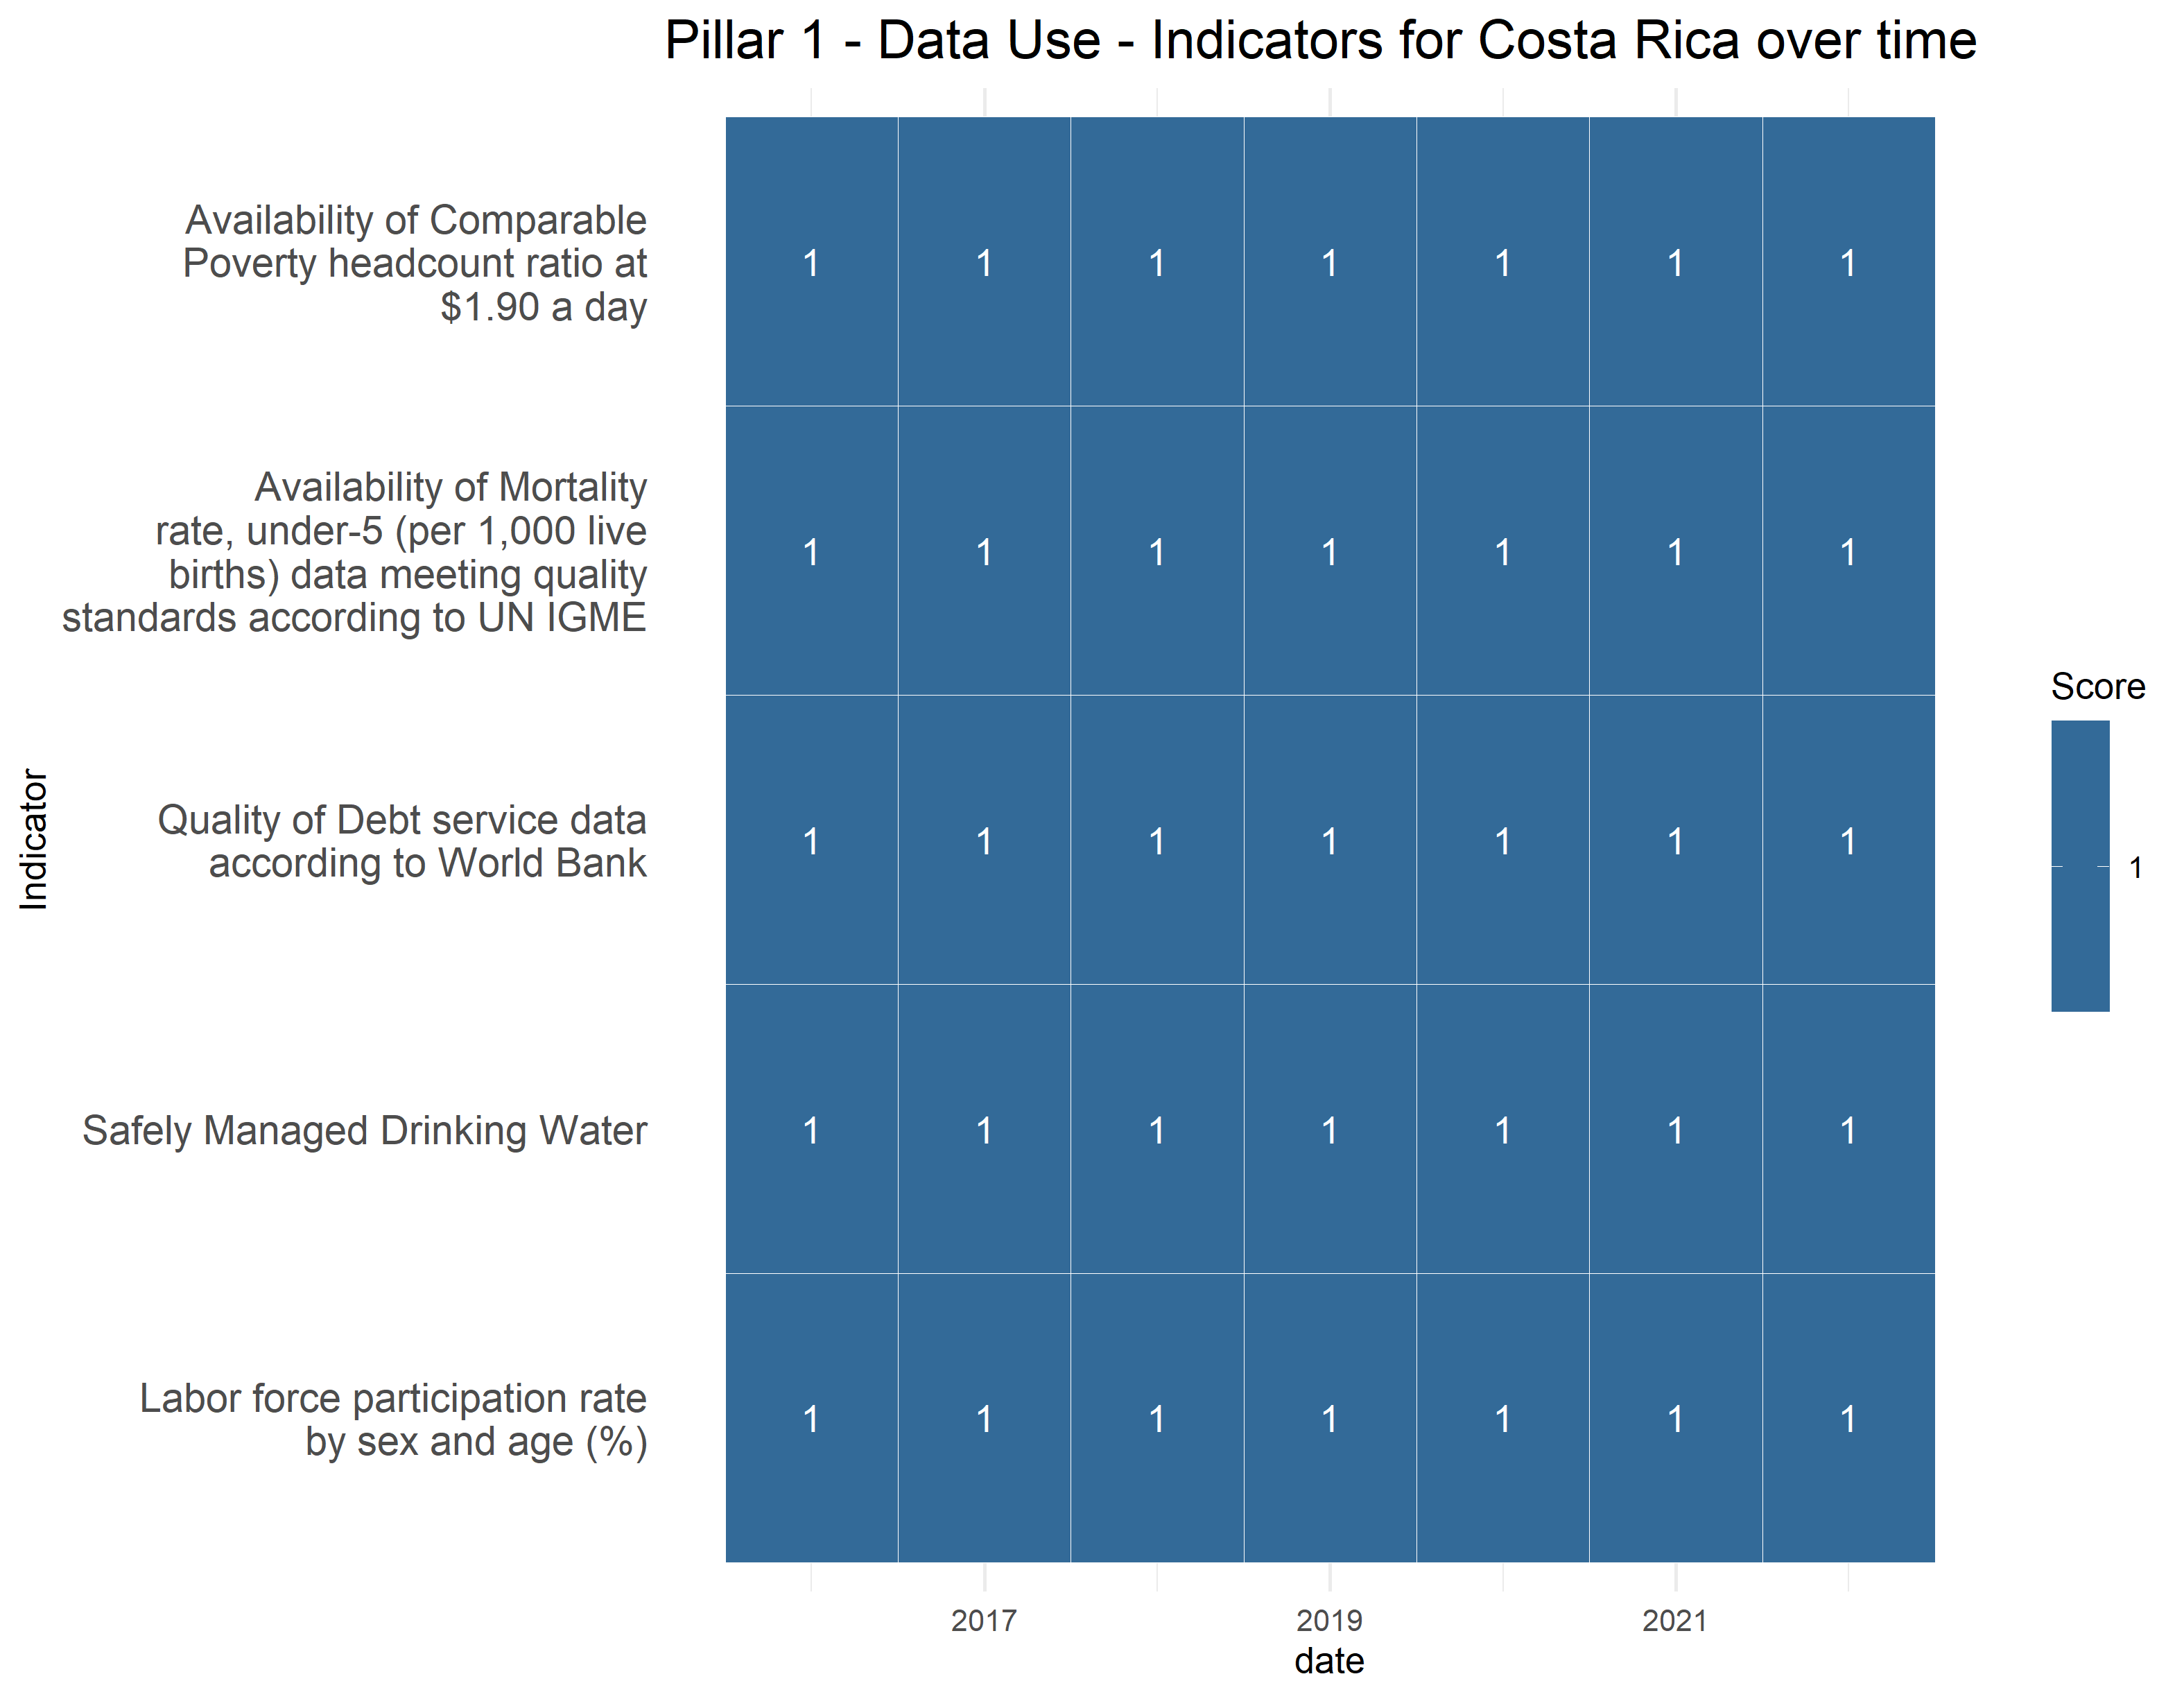 Pillar 1 - Data Use - Indicators for Costa Rica over time
Indicator
Availability of Comparable
Poverty headcount ratio at
$1.90 a day
1 1 1 1 1 1 1
Availability of Mortality
rate, under-5 (per 1,000 live
births) data meeting quality
standards according to UN IGME
1 1 1 1 1 1 1
Quality of Debt service data
according to World Bank
1 1 1 1 1 1 1
Safely Managed Drinking Water
1 1 1 1 1 1 1
Labor force participation rate
by sex and age (%)
1 1 1 1 1 1 1
2017 2019 2021
date
Score
1